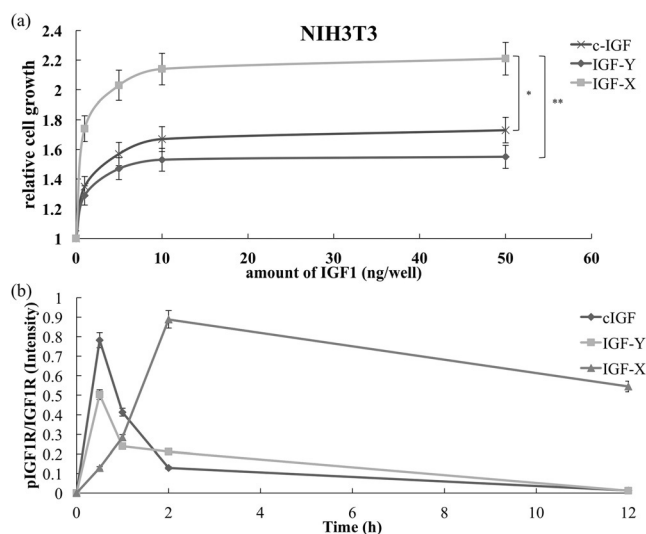 (a)
NIH3T3
2.4
2.2
2
1.8
1.6
1.4
1.2
1
relative cell growth
c-IGF
IGF-Y
IGF-X
*
**
0 10 20 30 40 50 60
amount of IGF1 (ng/well)
(b)
1
0.9
0.8
0.7
0.6
0.5
0.4
0.3
0.2
0.1
0
pIGF1R/IGF1R (Intensity)
cIGF
IGF-Y
IGF-X
0 2 4 6 8 10 12
Time (h)